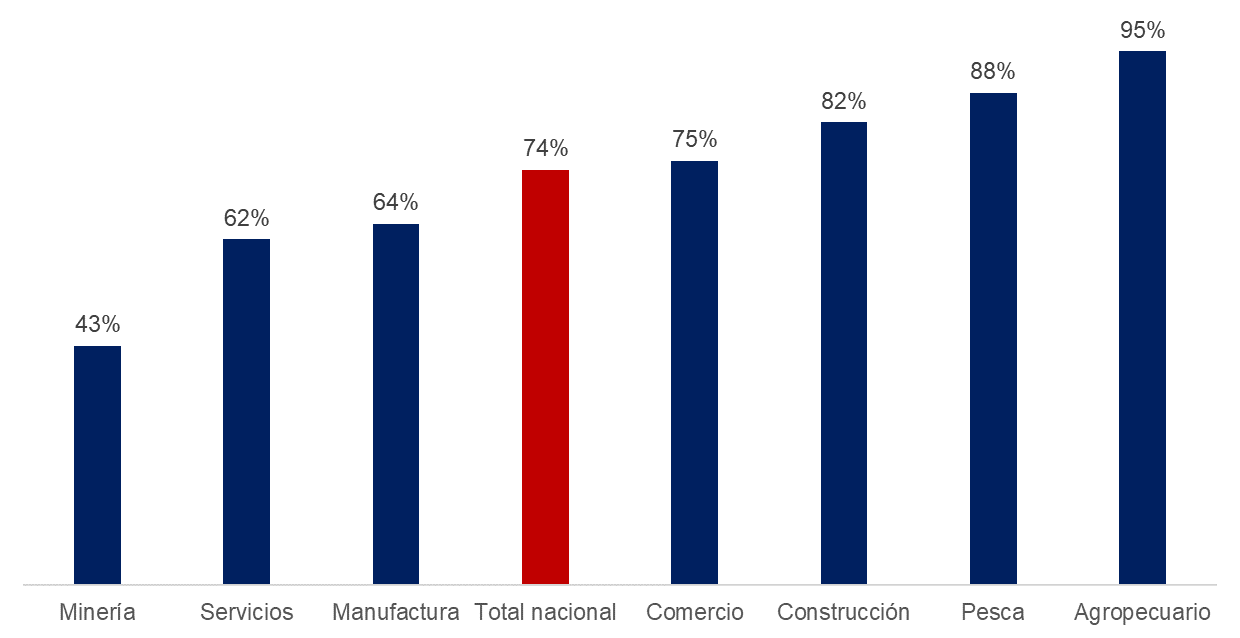 43%
62%
64%
74%
75%
82%
88%
95%
Minería
Servicios
Manufactura
Total nacional
Comercio
Construcción
Pesca
Agropecuario